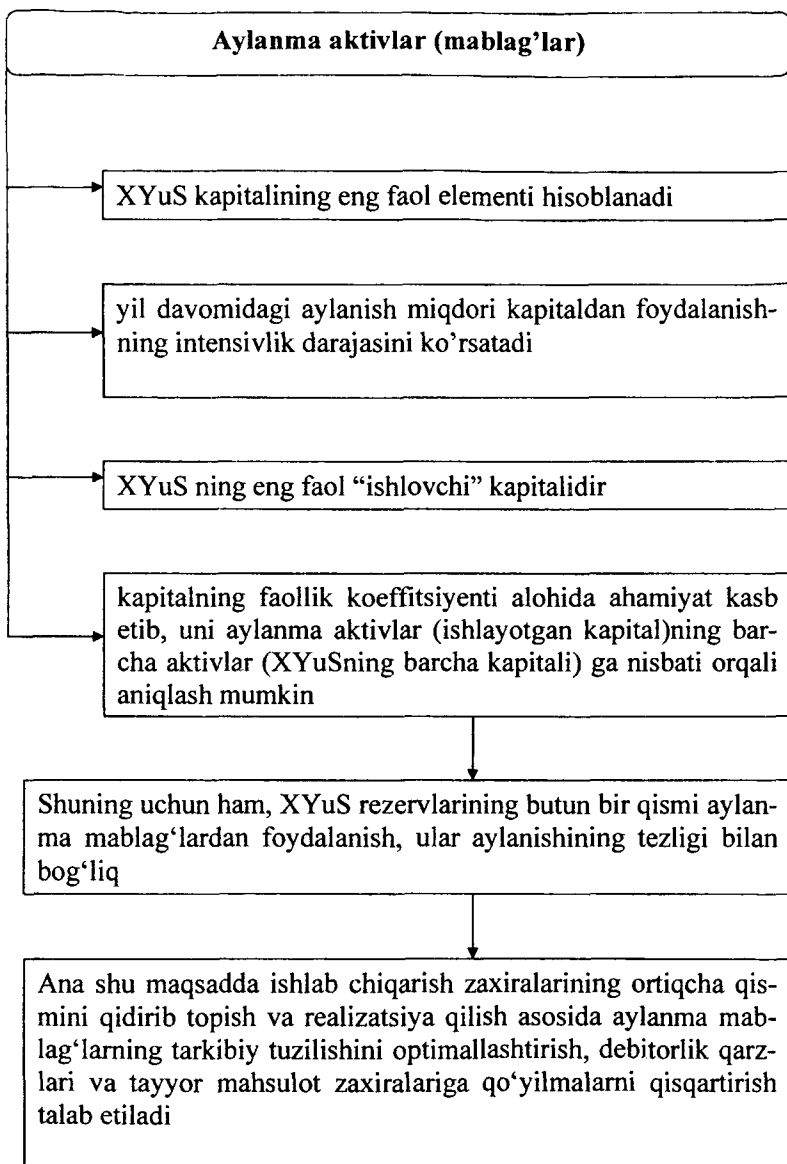 Aylanma aktivlar (mablag'lar)
XYuS kapitalining eng faol elementi hisoblanadi
yil davomidagi aylanish miqdori kapitaldan foydalanish-
ning intensivlik darajasini ko'rsatadi
XYuS ning eng faol “ishlovchi” kapitalidir
kapitalning faollik koeffitsiyenti alohida ahamiyat kasb
etib, uni aylanma aktivlar (ishlayotgan kapital)ning bar-
cha aktivlar (XYuSning barcha kapitali) ga nisbati orqali
aniqlash mumkin
Shuning uchun ham, XYuS rezervlarining butun bir qismi aylan-
ma mablag‘lardan foydalanish, ular aylanishining tezligi bilan
bog‘liq
Ana shu maqsadda ishlab chiqarish zaxiralarining ortiqcha qis-
mini qidirib topish va realizatsiya qilish asosida aylanma mab-
lag‘larning tarkibiy tuzilishini optimallashtirish, debitorlik qarz-
lari va tayyor mahsulot zaxiralariga qo‘yilmalarni qisqartirish
talab etiladi